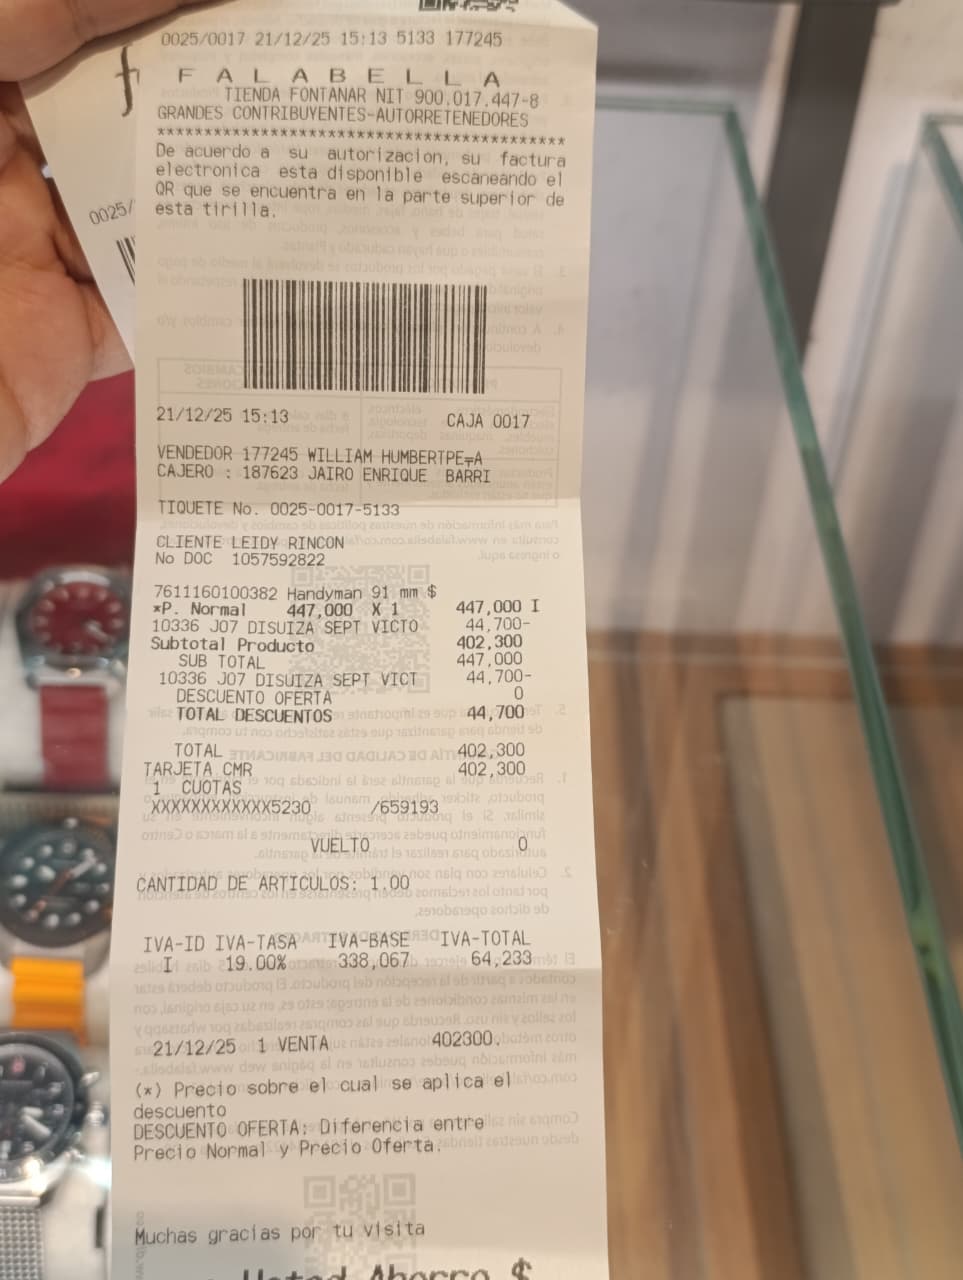 0025/0017 21/12/25 15:13 5133 177245
f FALABELLA
TIENDA FONTANAR NIT 900.017.447-8
GRANDES CONTRIBUYENTES-AUTORRETENEDORES
****************************************
De acuerdo a su autorizacion, su factura
electronica esta disponible escaneando el
QR que se encuentra en la parte superior de
esta tirilla.
0025/
21/12/25 15:13 CAJA 0017
VENDEDOR 177245 WILLIAM HUMBERTPE A
CAJERO : 187623 JAIRO ENRIQUE BARRI
TIQUETE No. 0025-0017-5133
CLIENTE LEIDY RINCON
No DOC 1057592822
7611160100382 Handyman 91 mm $
*P. Normal 447,000 X 1 447,000 I
10336 J07 DISUIZA SEPT VICTO 44,700-
Subtotal Producto 402,300
SUB TOTAL 447,000
10336 J07 DISUIZA SEPT VICT 44,700-
DESCUENTO OFERTA 0
TOTAL DESCUENTOS 44,700
TOTAL 402,300
TARJETA CMR 402,300
1 CUOTAS
XXXXXXXXXXXX5230 /659193
VUELTO 0
CANTIDAD DE ARTICULOS: 1.00
IVA-ID IVA-TASA IVA-BASE IVA-TOTAL
I 19.00% 338,067 64,233
21/12/25 1 VENTA 402300.
(*) Precio sobre el cual se aplica el
descuento
DESCUENTO OFERTA: Diferencia entre
Precio Normal y Precio Oferta.
Muchas gracias por tu visita
Usted Ahorro $